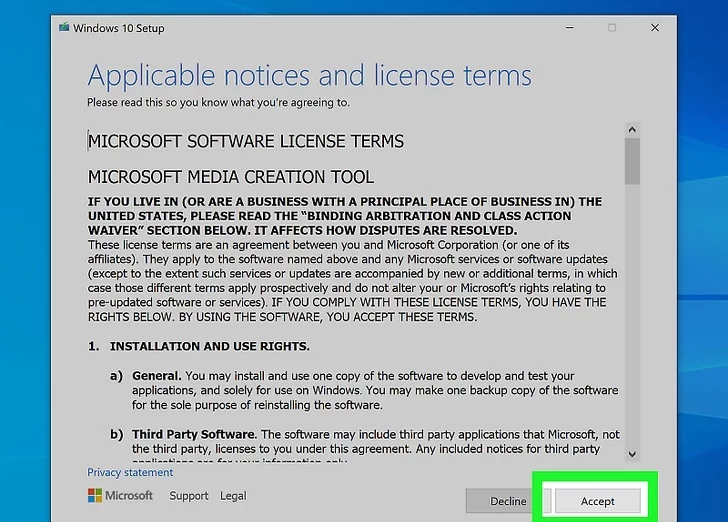 Windows 10 Setup
Applicable notices and license terms
Please read this so you know what you're agreeing to.
MICROSOFT SOFTWARE LICENSE TERMS
MICROSOFT MEDIA CREATION TOOL
IF YOU LIVE IN (OR ARE A BUSINESS WITH A PRINCIPAL PLACE OF BUSINESS IN) THE
UNITED STATES, PLEASE READ THE “BINDING ARBITRATION AND CLASS ACTION
WAIVER” SECTION BELOW. IT AFFECTS HOW DISPUTES ARE RESOLVED.
These license terms are an agreement between you and Microsoft Corporation (or one of its
affiliates). They apply to the software named above and any Microsoft services or software updates
(except to the extent such services or updates are accompanied by new or additional terms, in which
case those different terms apply prospectively and do not alter your or Microsoft’s rights relating to
pre-updated software or services). IF YOU COMPLY WITH THESE LICENSE TERMS, YOU HAVE THE
RIGHTS BELOW. BY USING THE SOFTWARE, YOU ACCEPT THESE TERMS.
1. INSTALLATION AND USE RIGHTS.
a) General. You may install and use one copy of the software to develop and test your
applications, and solely for use on Windows. You may make one backup copy of the software
for the sole purpose of reinstalling the software.
b) Third Party Software. The software may include third party applications that Microsoft, not
the third party, licenses to you under this agreement. Any included notices for third party
applications are for your information only.
Privacy statement
Microsoft Support Legal Decline Accept